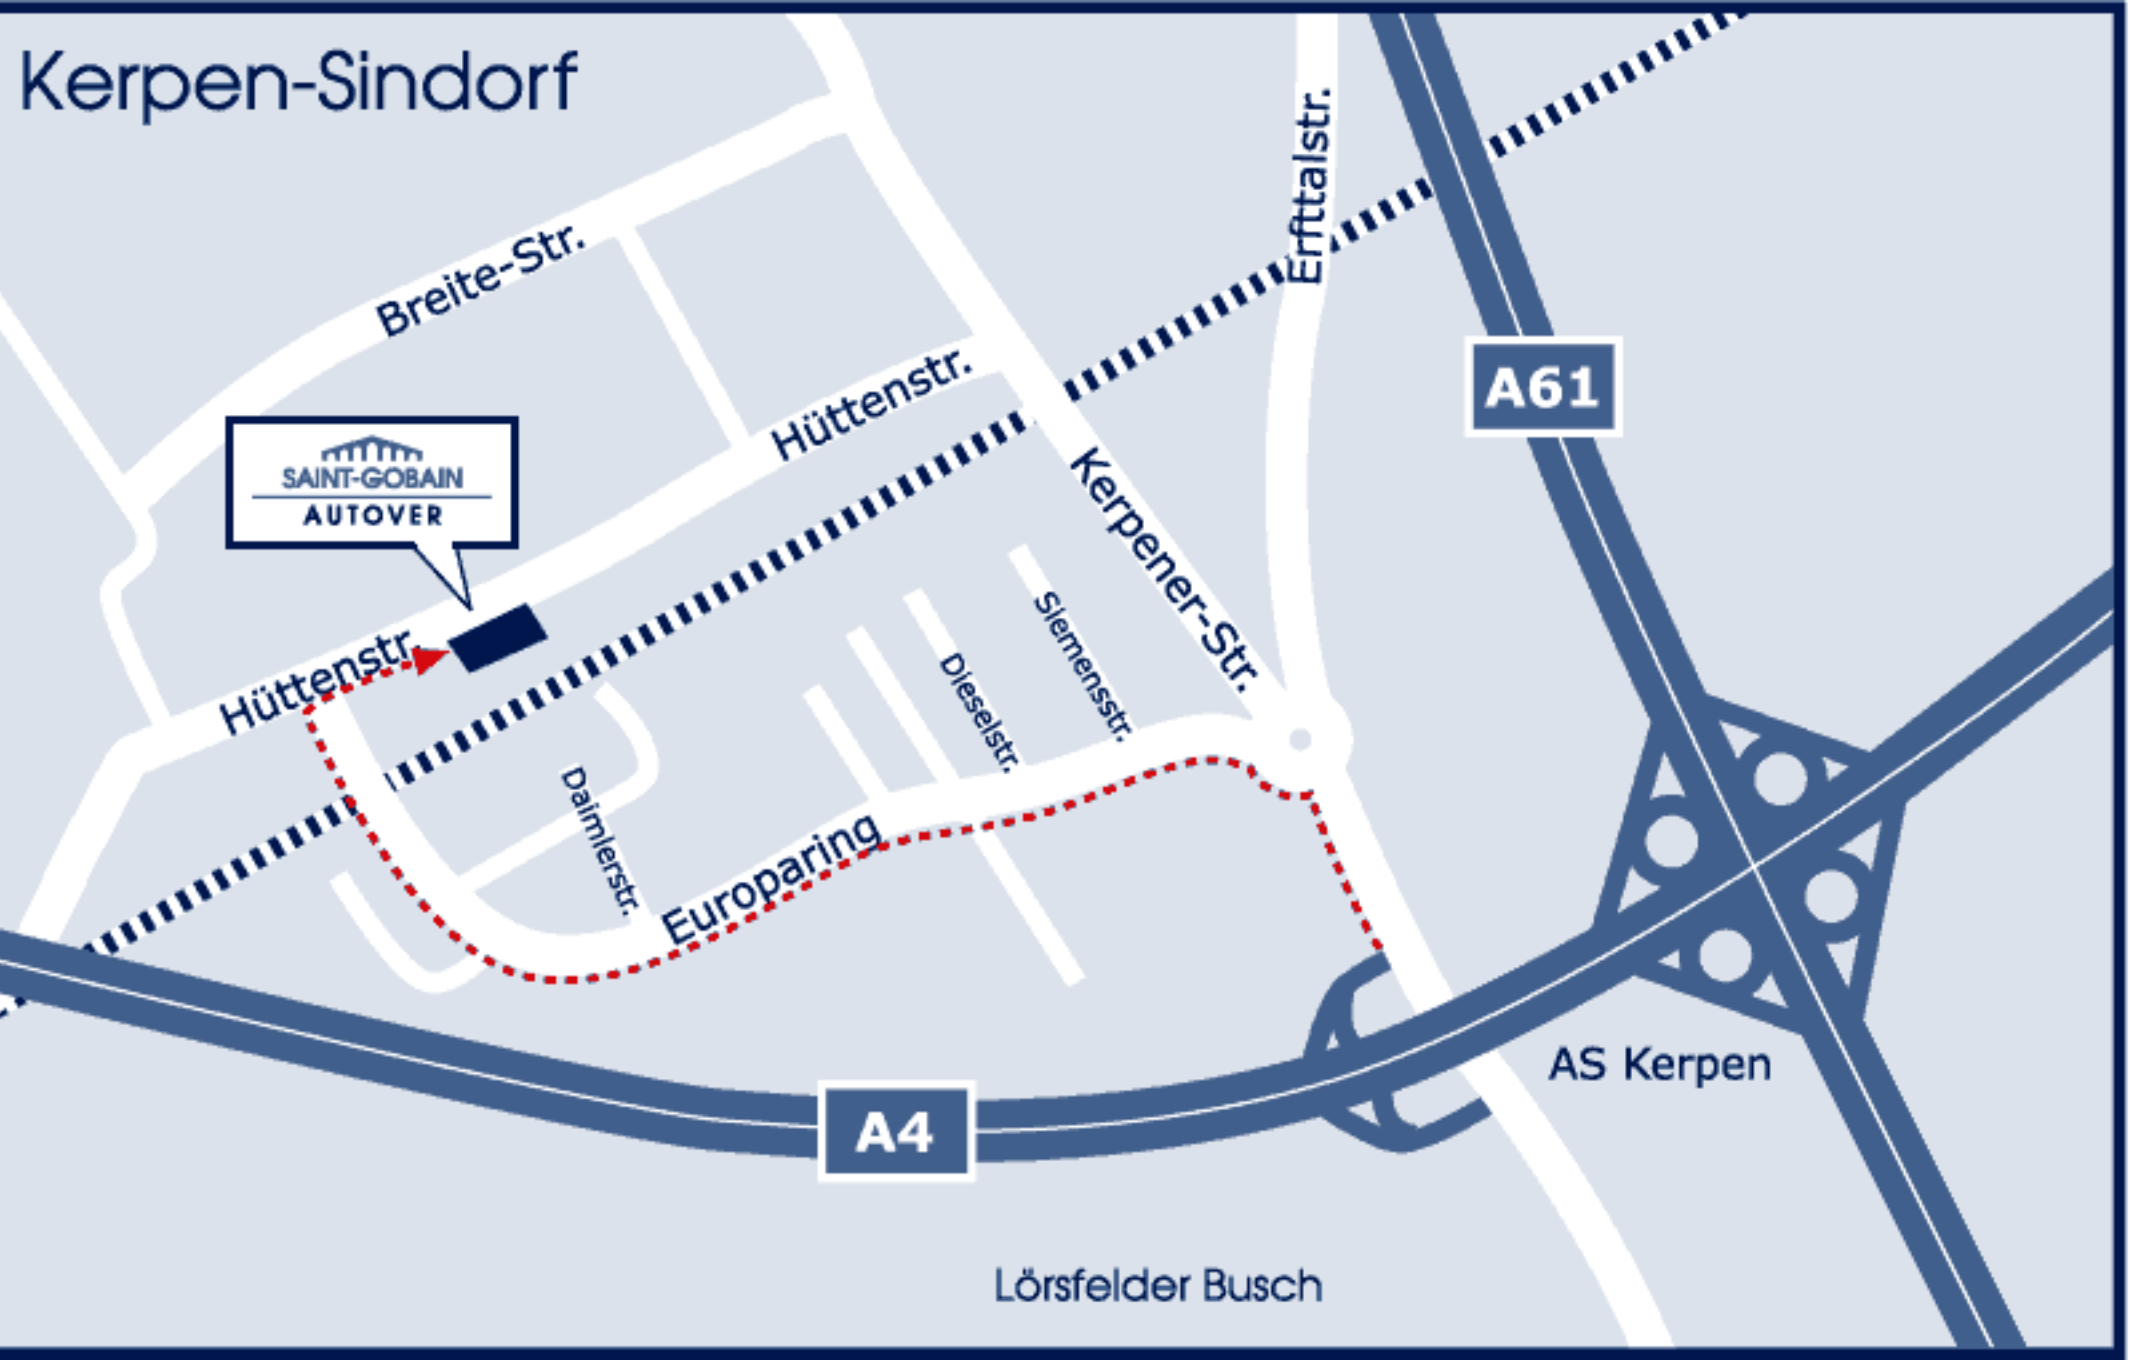 Kerpen-Sindorf
Erfttalstr.
Breite-Str.
Hüttenstr.
A61
SAINT-GOBAIN
AUTOVER
Kerpener-Str.
Siemensstr.
Hüttenstr.
Dieselstr.
Daimlerstr.
Europaring
AS Kerpen
A4
Lörsfelder Busch